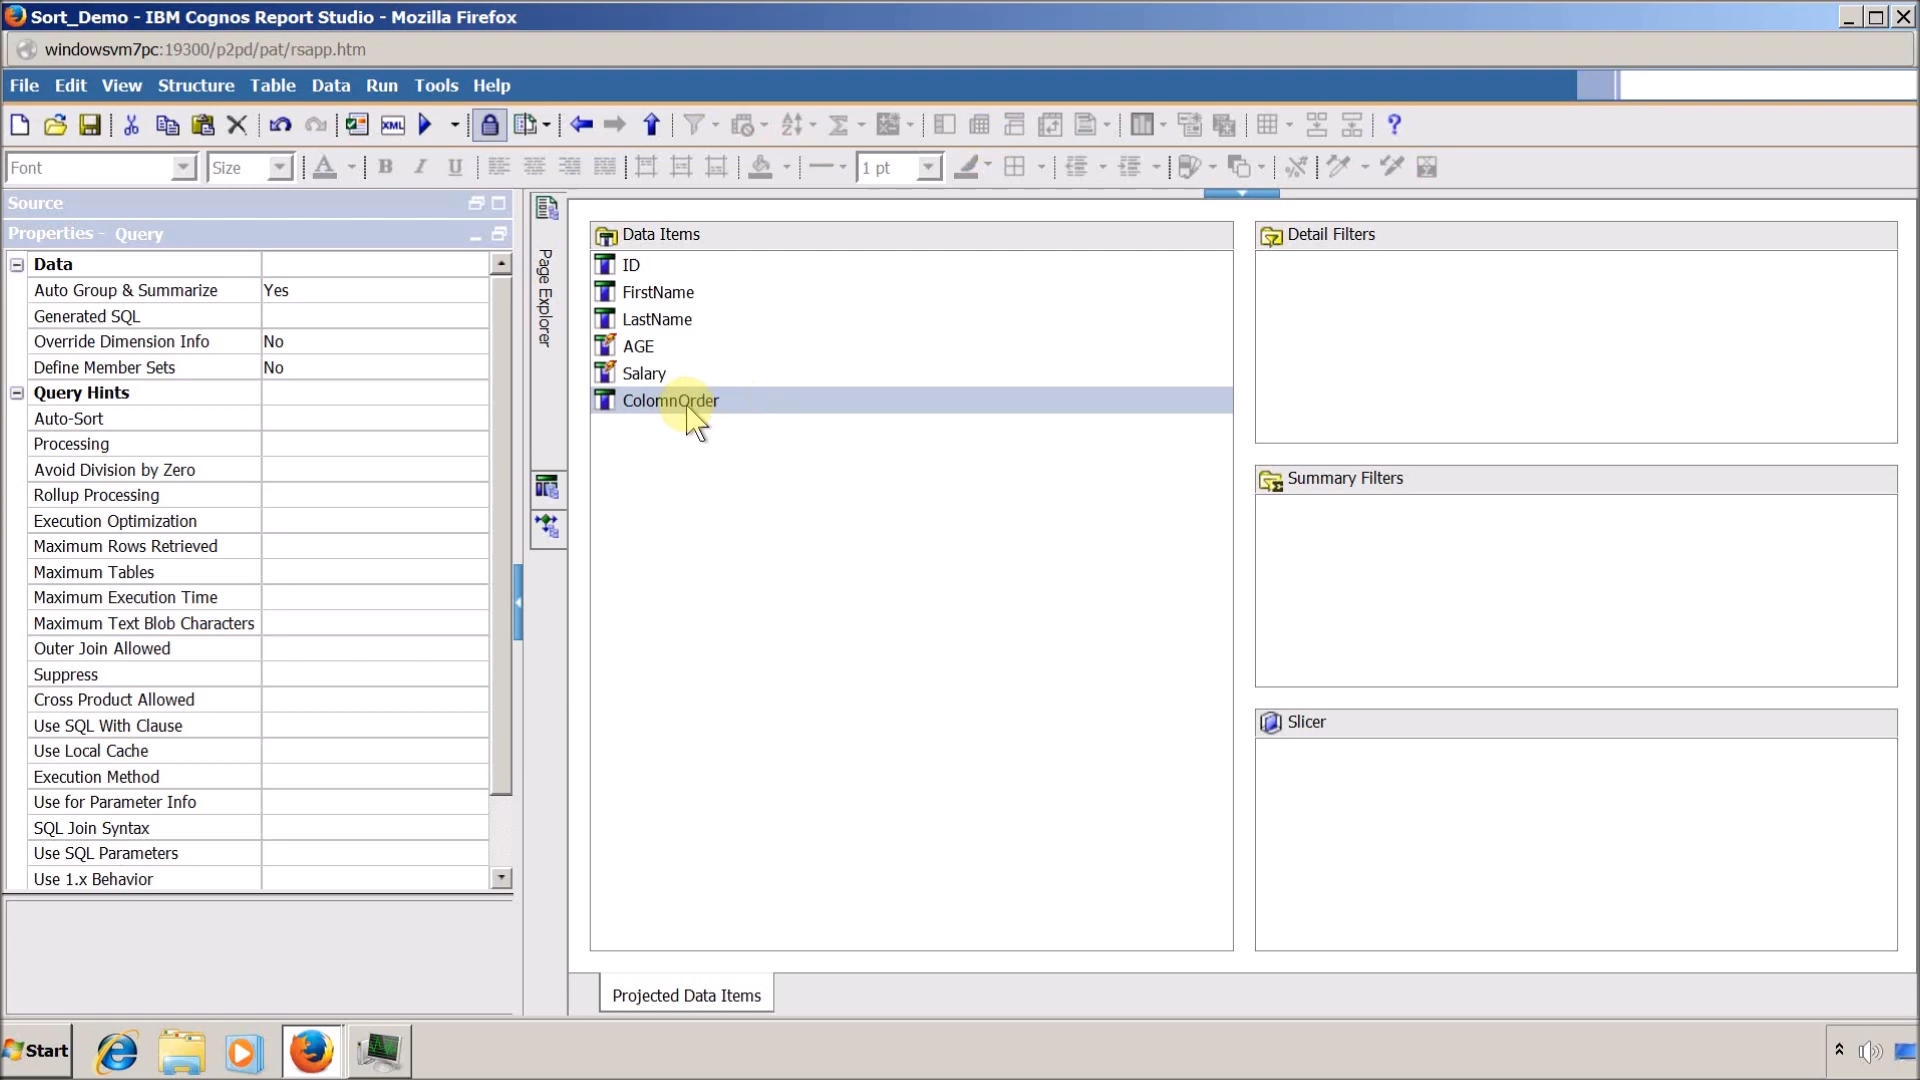 Sort_Demo - IBM Cognos Report Studio - Mozilla Firefox
windowsvm7pc:19300/p2pd/pat/rsapp.htm
File Edit View Structure Table Data Run Tools Help
XML
Font Size A B I U 1 pt
Source
Properties - Query
Data
Auto Group & Summarize Yes
Generated SQL
Override Dimension Info No
Define Member Sets No
Query Hints
Auto-Sort
Processing
Avoid Division by Zero
Rollup Processing
Execution Optimization
Maximum Rows Retrieved
Maximum Tables
Maximum Execution Time
Maximum Text Blob Characters
Outer Join Allowed
Suppress
Cross Product Allowed
Use SQL With Clause
Use Local Cache
Execution Method
Use for Parameter Info
SQL Join Syntax
Use SQL Parameters
Use 1.x Behavior
Page Explorer
Data Items
ID
FirstName
LastName
AGE
Salary
ColomnOrder
Detail Filters
Summary Filters
Slicer
Projected Data Items
Start